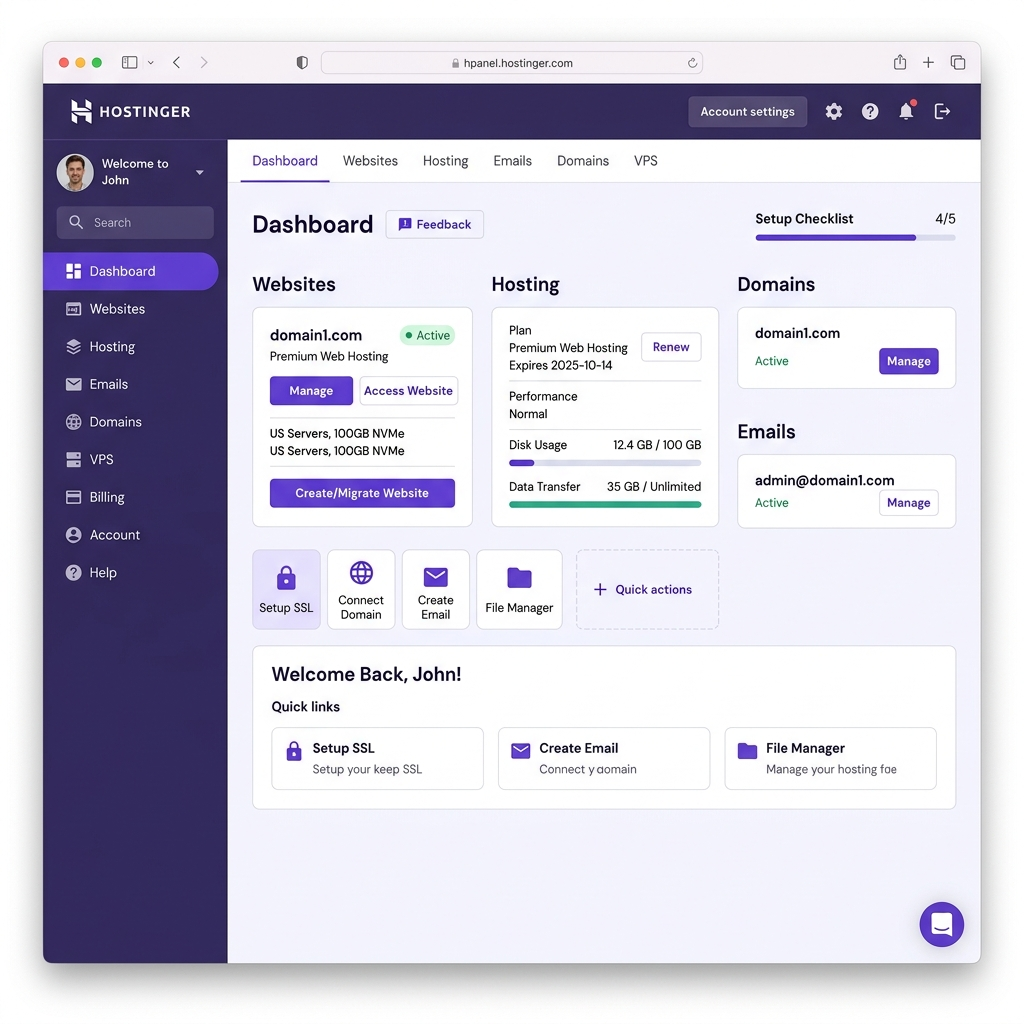 hpanel.hostinger.com
HOSTINGER
Account settings
Welcome to
John
Search
Dashboard
Websites
Hosting
Emails
Domains
VPS
Billing
Account
Help
Dashboard
Websites
Hosting
Emails
Domains
VPS
Dashboard
Feedback
Setup Checklist
4/5
Websites
domain1.com
Active
Premium Web Hosting
Manage
Access Website
US Servers, 100GB NVMe
US Servers, 100GB NVMe
Create/Migrate Website
Hosting
Plan
Premium Web Hosting
Expires 2025-10-14
Renew
Performance
Normal
Disk Usage
12.4 GB / 100 GB
Data Transfer
35 GB / Unlimited
Domains
domain1.com
Active
Manage
Emails
admin@domain1.com
Active
Manage
Setup SSL
Connect
Domain
Create
Email
File Manager
+ Quick actions
Welcome Back, John!
Quick links
Setup SSL
Setup your keep SSL
Create Email
Connect y domain
File Manager
Manage your hosting foe